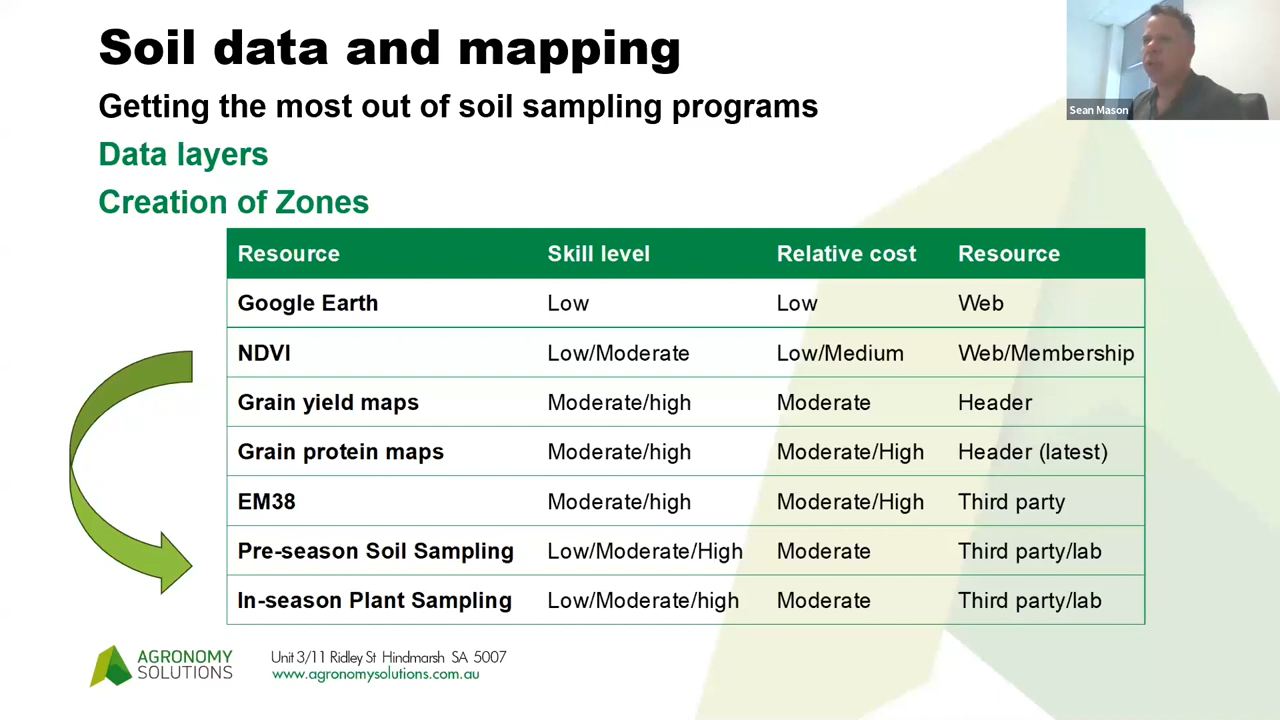 Soil data and mapping
Sean Mason
Getting the most out of soil sampling programs
Data layers
Creation of Zones
Resource Skill level Relative cost Resource
Google Earth Low Low Web
NDVI Low/Moderate Low/Medium Web/Membership
Grain yield maps Moderate/high Moderate Header
Grain protein maps Moderate/high Moderate/High Header (latest)
EM38 Moderate/high Moderate/High Third party
Pre-season Soil Sampling Low/Moderate/High Moderate Third party/lab
In-season Plant Sampling Low/Moderate/high Moderate Third party/lab
AGRONOMY
SOLUTIONS
Unit 3/11 Ridley St Hindmarsh SA 5007
www.agronomysolutions.com.au